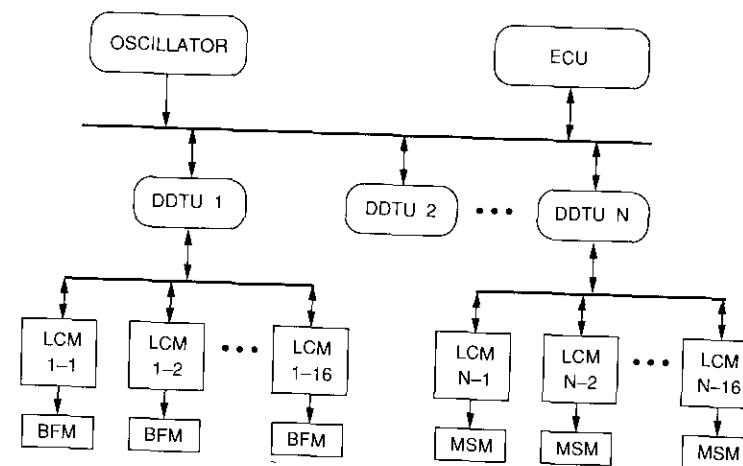 OSCILLATOR
ECU
DDTU 1
DDTU 2
•••
DDTU N
LCM
1–1
LCM
1–2
•••
LCM
1–16
LCM
N–1
LCM
N–2
•••
LCM
N–16
BFM
BFM
BFM
MSM
MSM
MSM